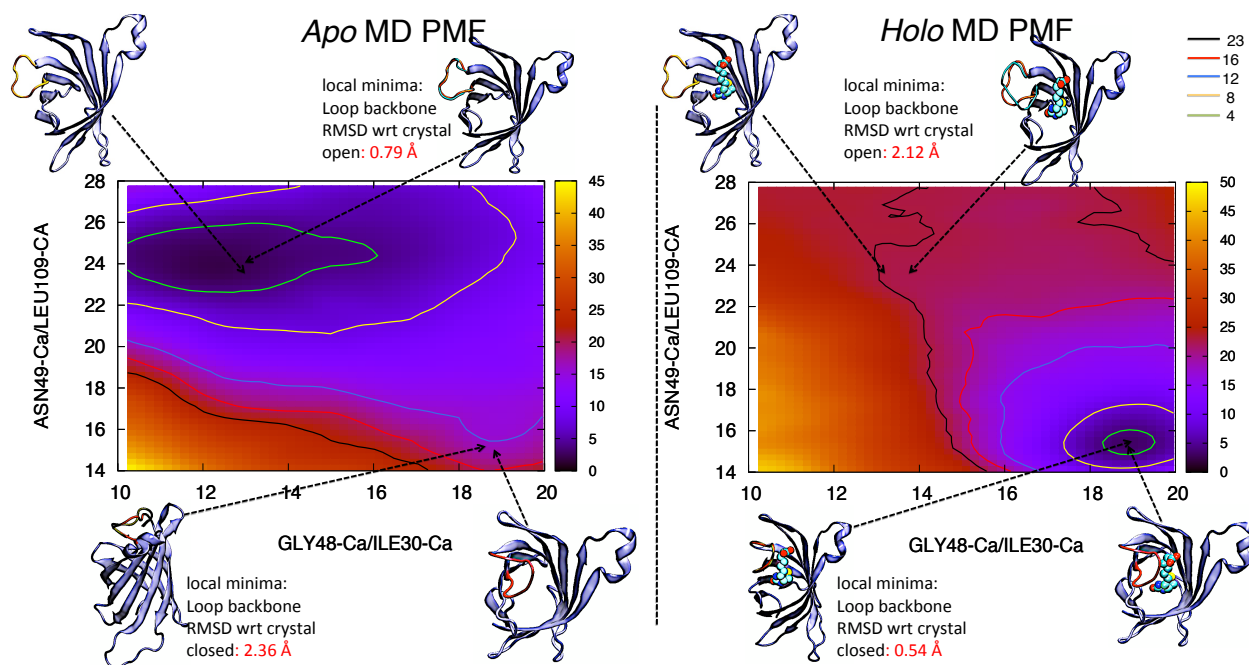 Apo MD PMF
local minima:
Loop backbone
RMSD wrt crystal
open: 0.79 Å
Holo MD PMF
local minima:
Loop backbone
RMSD wrt crystal
open: 2.12 Å
23
16
12
8
4
ASN49-Ca/LEU109-CA
28
26
24
22
20
18
16
14
10
12
14
16
18
20
45
40
35
30
25
20
15
10
5
0
GLY48-Ca/ILE30-Ca
local minima:
Loop backbone
RMSD wrt crystal
closed: 2.36 Å
ASN49-Ca/LEU109-CA
28
26
24
22
20
18
16
14
10
12
14
16
18
20
50
45
40
35
30
25
20
15
10
5
0
GLY48-Ca/ILE30-Ca
local minima:
Loop backbone
RMSD wrt crystal
closed: 0.54 Å